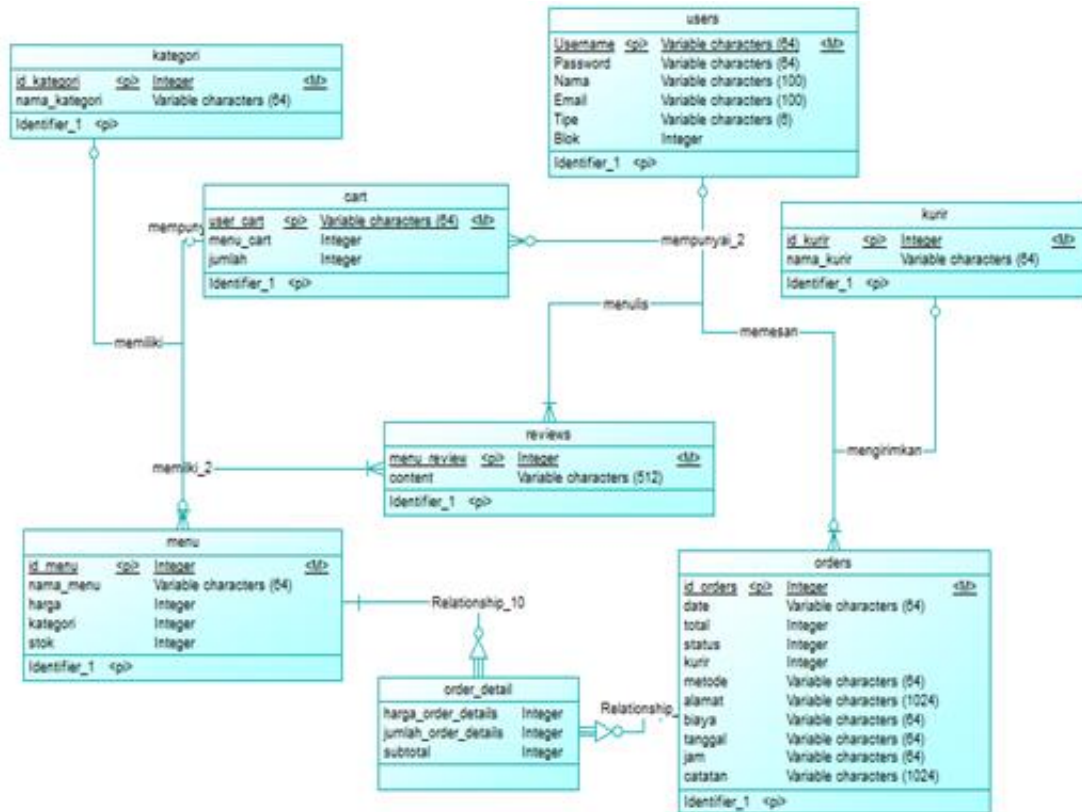 users
Username <pi> Variable characters (64) <M>
Password Variable characters (64)
Nama Variable characters (100)
Email Variable characters (100)
Tipe Variable characters (6)
Blok Integer
Identifier_1 <pi>
kategori
id_kategori <pi> Integer <M>
nama_kategori Variable characters (64)
Identifier_1 <pi>
cart
user_cart <pi> Variable characters (64) <M>
menu_cart Integer
jumlah Integer
Identifier_1 <pi>
kurir
id_kurir <pi> Integer <M>
nama_kurir Variable characters (64)
Identifier_1 <pi>
mempuny
mempunyai_2
menulis
memesan
memiliki
mengirimkan
reviews
menu_review <pi> Integer <M>
content Variable characters (512)
Identifier_1 <pi>
memilki_2
menu
id_menu <pi> Integer <M>
nama_menu Variable characters (64)
harga Integer
kategori Integer
stok Integer
Identifier_1 <pi>
Relationship_10
orders
id_orders <pi> Integer <M>
date Variable characters (64)
total Integer
status Integer
kurir Integer
metode Variable characters (64)
alamat Variable characters (1024)
biaya Variable characters (64)
tanggal Variable characters (64)
jam Variable characters (64)
catatan Variable characters (1024)
Identifier_1 <pi>
order_detail
harga_order_details Integer
jumlah_order_details Integer
subtotal Integer
Relationship_